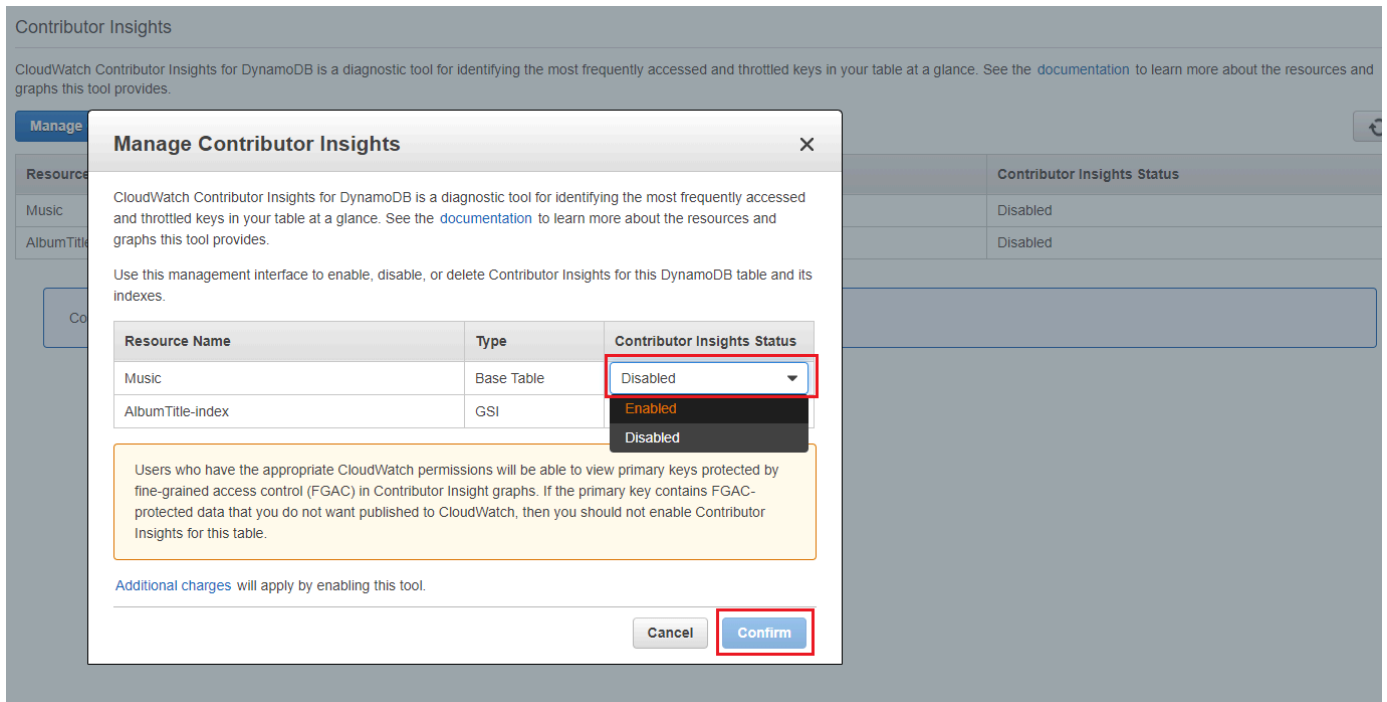 Contributor Insights
CloudWatch Contributor Insights for DynamoDB is a diagnostic tool for identifying the most frequently accessed and throttled keys in your table at a glance. See the documentation to learn more about the resources and
graphs this tool provides.
Manage
Resource
Contributor Insights Status
Music
Disabled
AlbumTitle
Disabled
Co
Manage Contributor Insights
CloudWatch Contributor Insights for DynamoDB is a diagnostic tool for identifying the most frequently accessed
and throttled keys in your table at a glance. See the documentation to learn more about the resources and
graphs this tool provides.
Use this management interface to enable, disable, or delete Contributor Insights for this DynamoDB table and its
indexes.
Resource Name Type Contributor Insights Status
Music Base Table Disabled
AlbumTitle-index GSI
Enabled
Disabled
Users who have the appropriate CloudWatch permissions will be able to view primary keys protected by
fine-grained access control (FGAC) in Contributor Insight graphs. If the primary key contains FGAC-
protected data that you do not want published to CloudWatch, then you should not enable Contributor
Insights for this table.
Additional charges will apply by enabling this tool.
Cancel Confirm